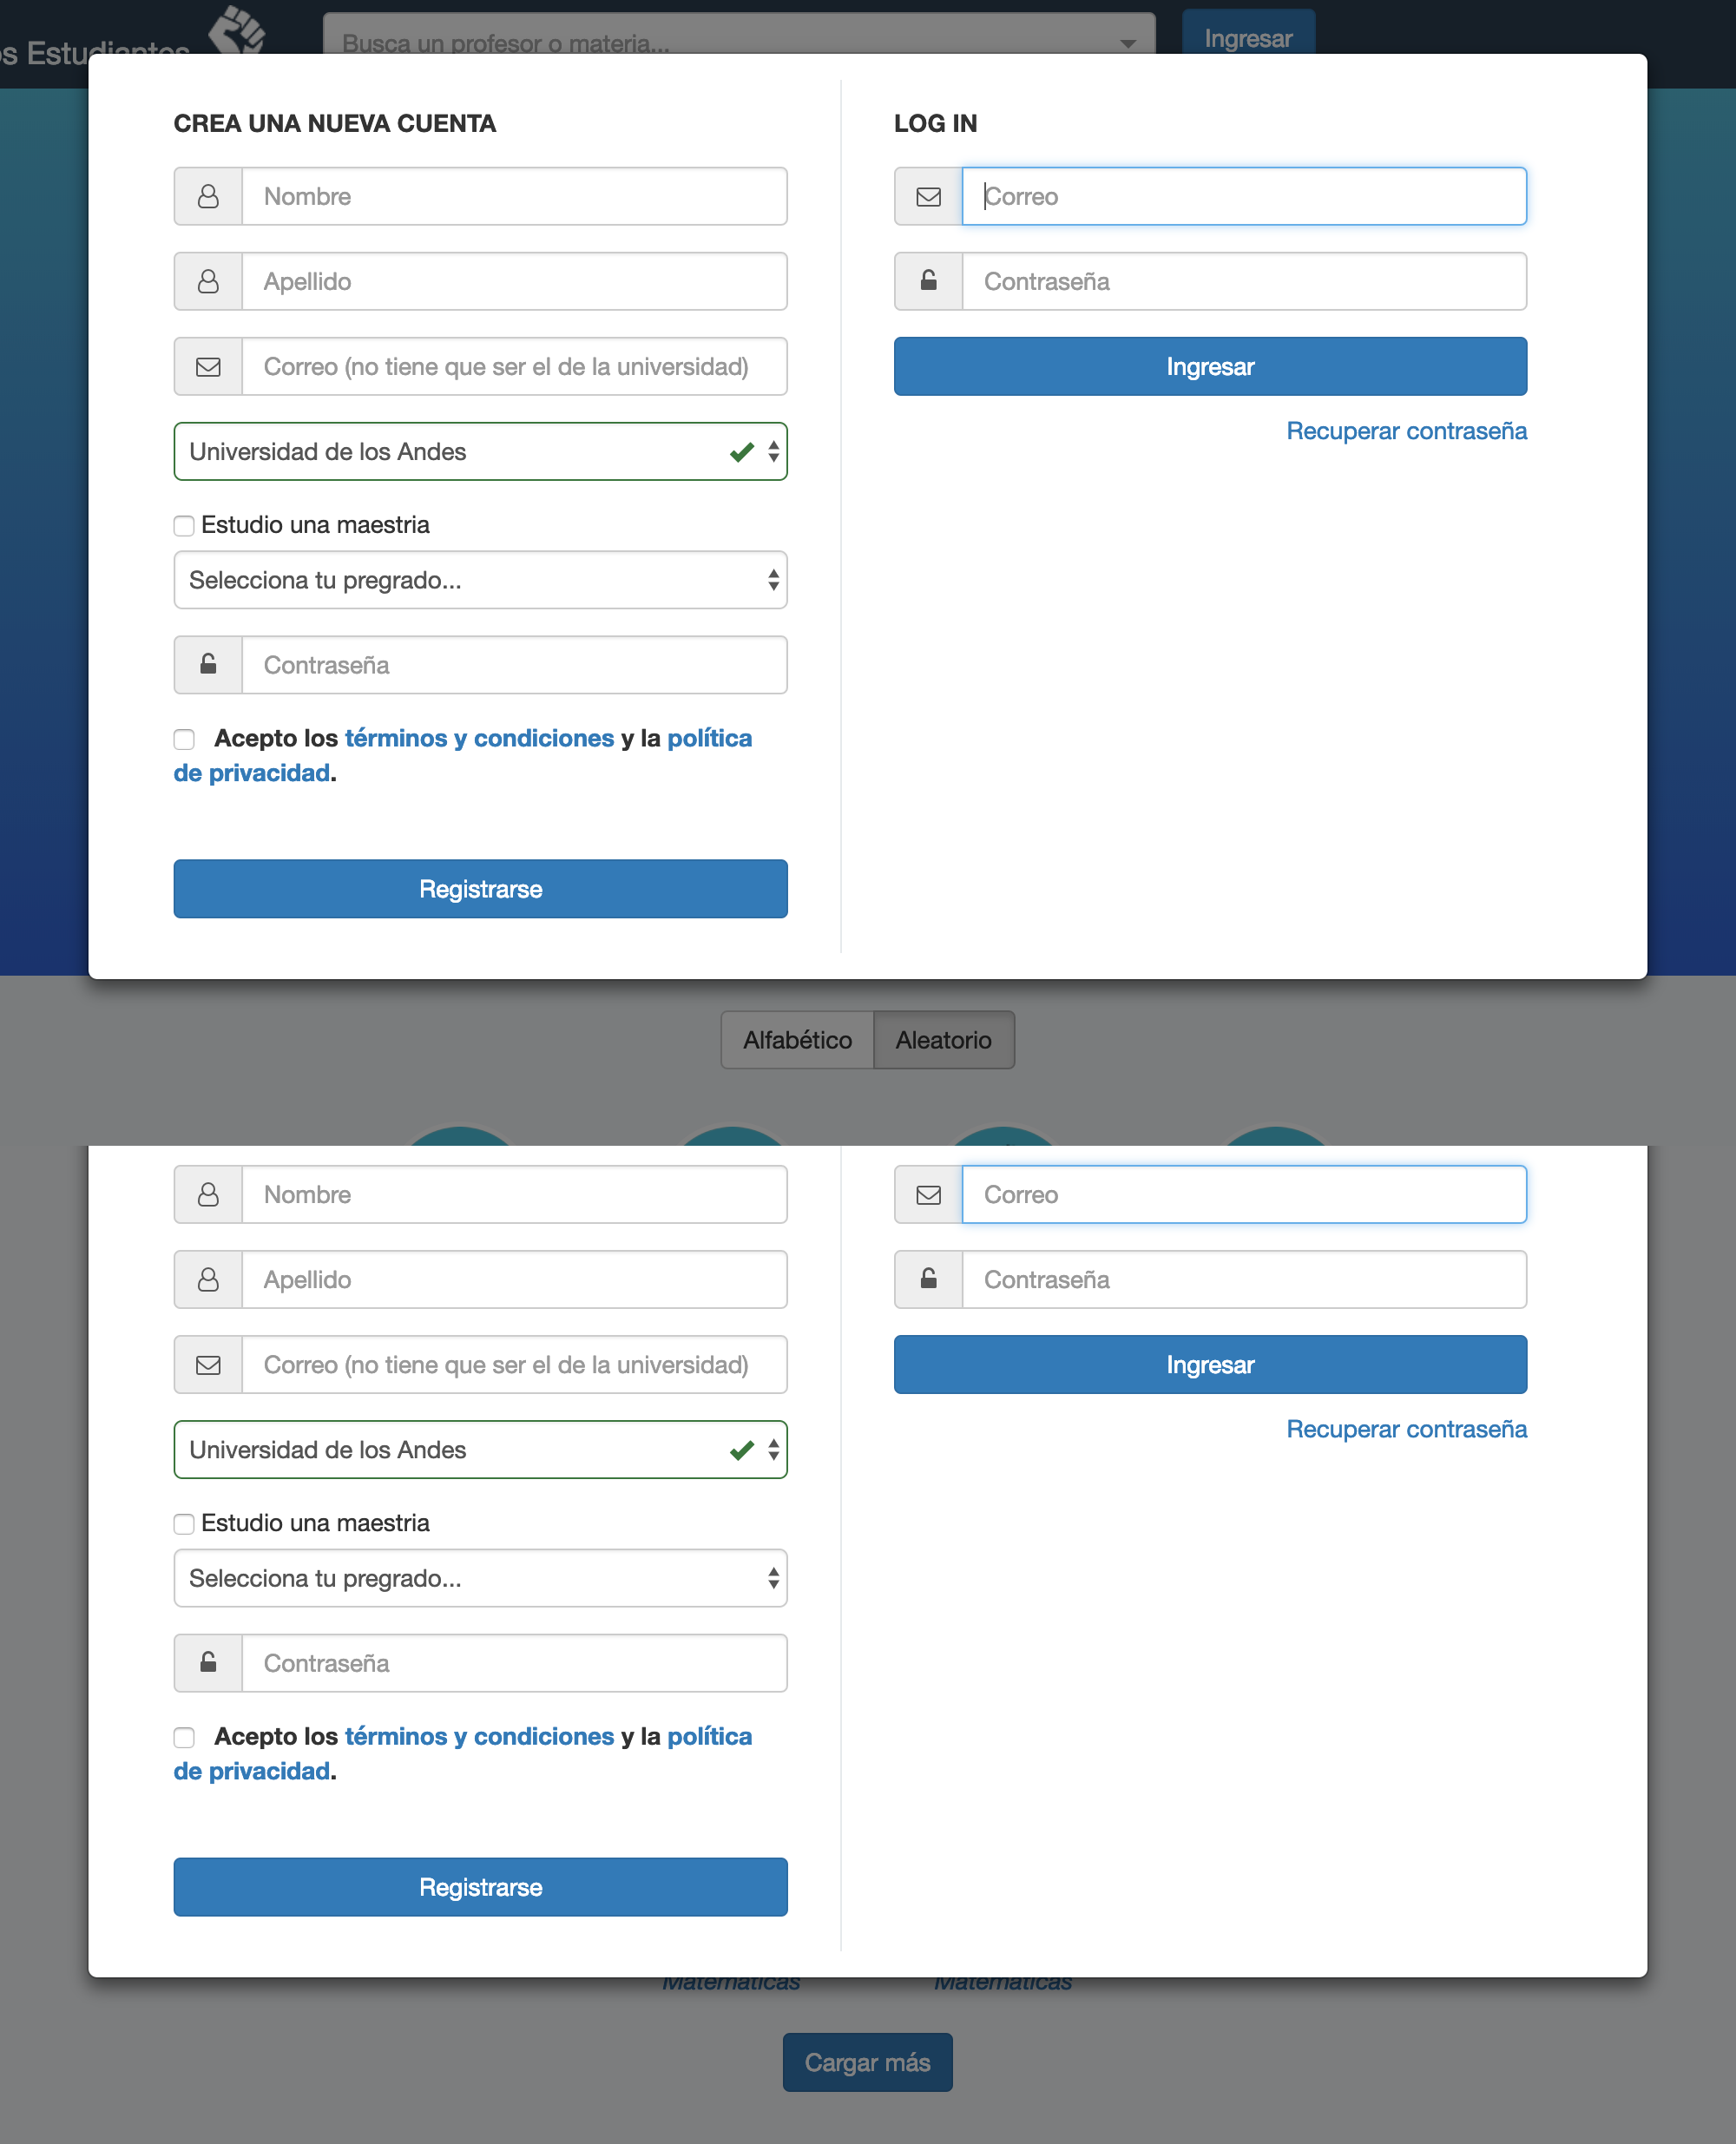 s Estudiantes
Busca un profesor o materia...
Ingresar
CREA UNA NUEVA CUENTA
Nombre
Apellido
Correo (no tiene que ser el de la universidad)
Universidad de los Andes
Estudio una maestria
Selecciona tu pregrado...
Contraseña
Acepto los términos y condiciones y la política
de privacidad.
Registrarse
LOG IN
Correo
Contraseña
Ingresar
Recuperar contraseña
Alfabético
Aleatorio
Nombre
Apellido
Correo (no tiene que ser el de la universidad)
Universidad de los Andes
Estudio una maestria
Selecciona tu pregrado...
Contraseña
Acepto los términos y condiciones y la política
de privacidad.
Registrarse
Correo
Contraseña
Ingresar
Recuperar contraseña
Matemáticas
Matemáticas
Cargar más